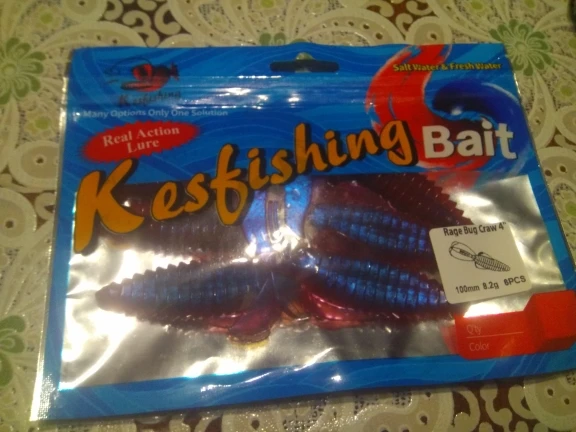 Salt Water & Fresh Water
Kesfishing
Many Options Only One Solution
Real Action
Lure
Kesfishing Bait
Rage Bug Craw 4"
100mm 8.2g 6PCS
Qty
Color